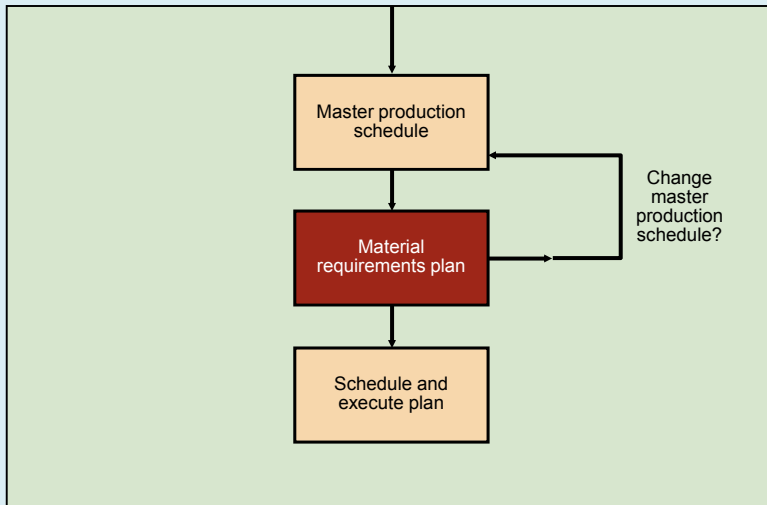 Master production
schedule
Change
master
production
schedule?
Material
requirements plan
Schedule and
execute plan